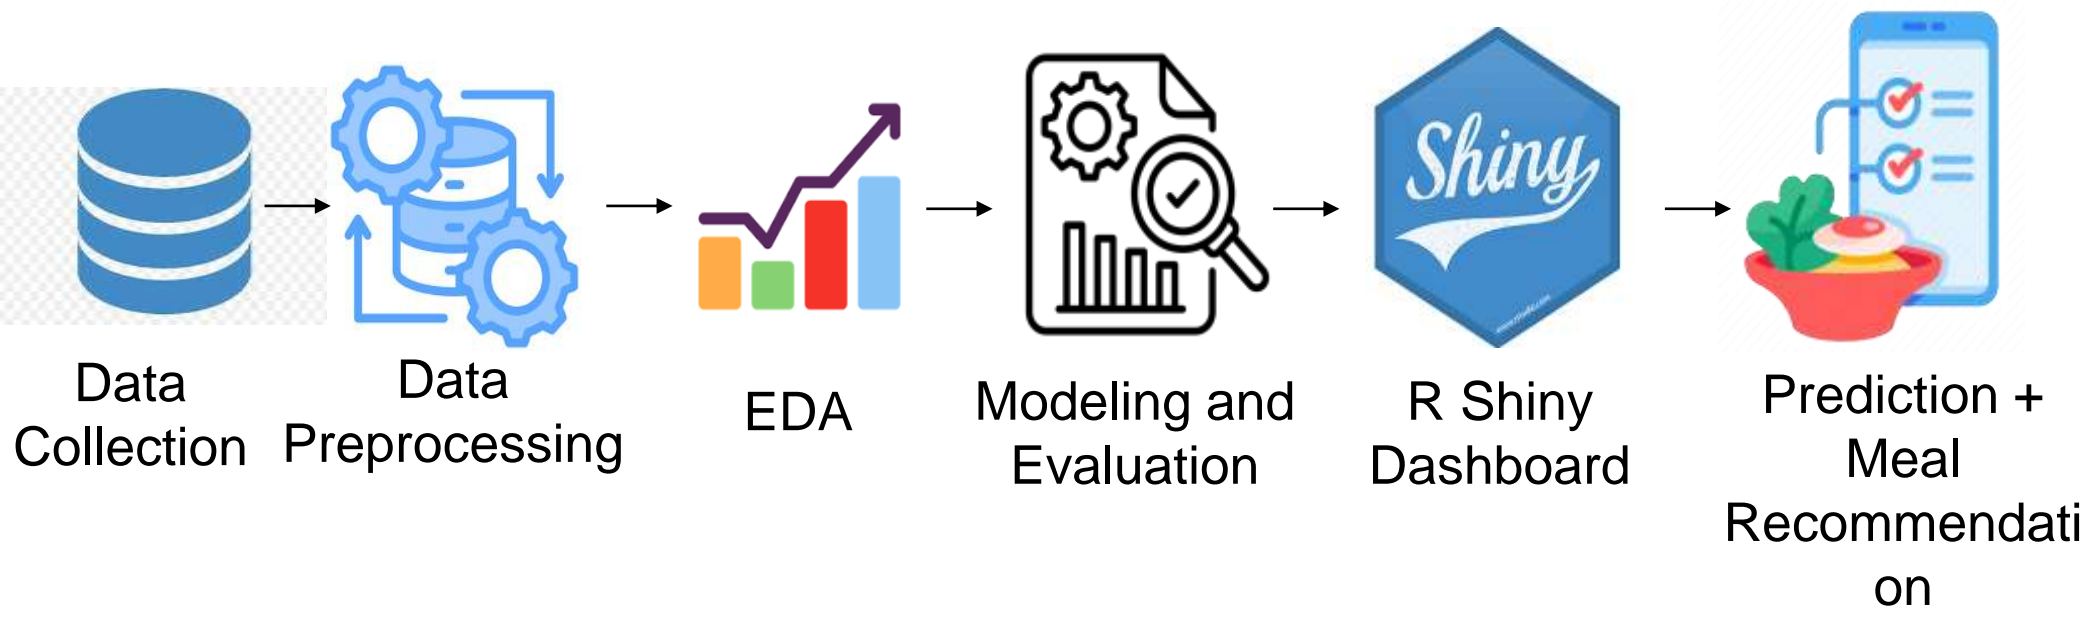 Shiny
Data
Collection
Data
Preprocessing
EDA
Modeling and
Evaluation
R Shiny
Dashboard
Prediction +
Meal
Recommendati
on